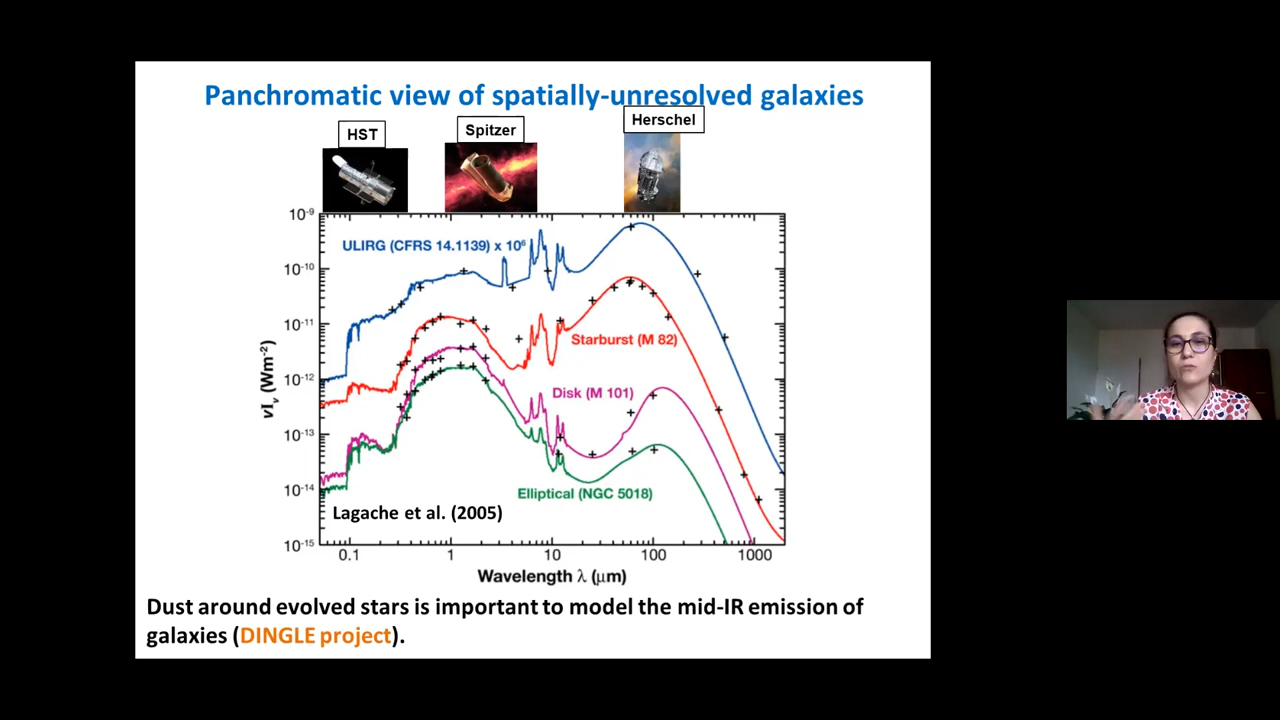 Panchromatic view of spatially-unresolved galaxies
HST
Spitzer
Herschel
10⁻⁹
10⁻¹⁰
10⁻¹¹
10⁻¹²
10⁻¹³
10⁻¹⁴
10⁻¹⁵
νIᵥ (Wm⁻²)
ULIRG (CFRS 14.1139) x 10⁶
Starburst (M 82)
Disk (M 101)
Elliptical (NGC 5018)
Lagache et al. (2005)
0.1 1 10 100 1000
Wavelength λ (μm)
Dust around evolved stars is important to model the mid-IR emission of
galaxies (DINGLE project).